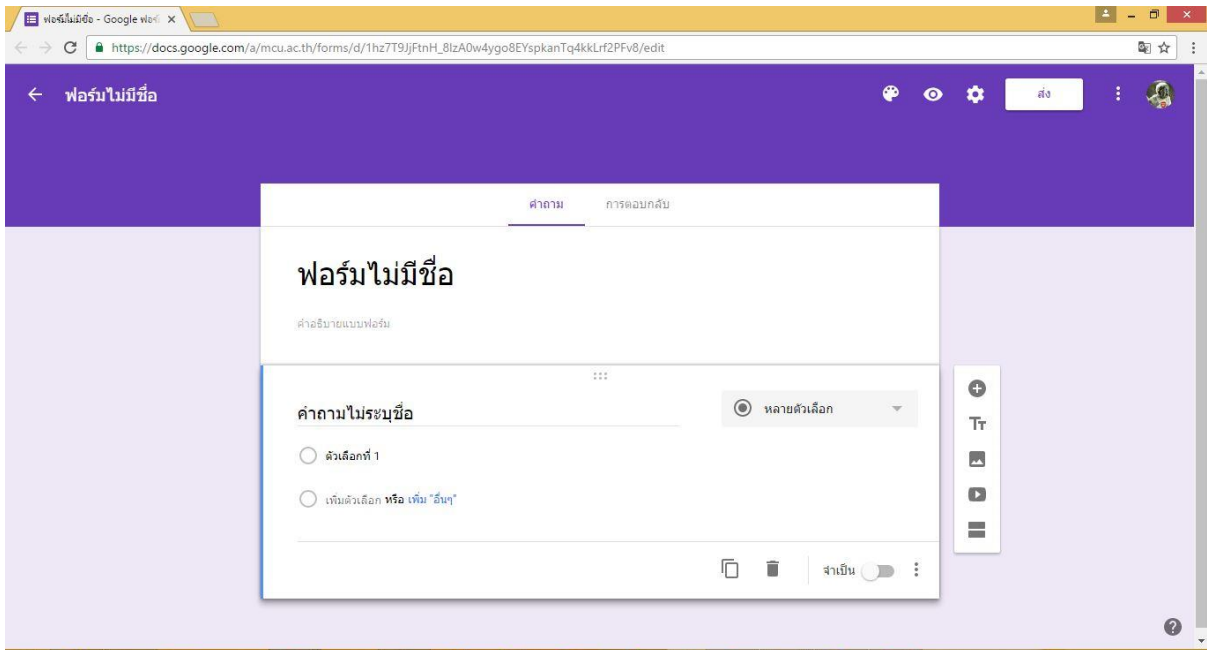 ฟอร์มไม่มีชื่อ - Google ฟอร์
https://docs.google.com/a/mcu.ac.th/forms/d/1hz7T9JjFtnH_8IzA0w4ygo8EYspkanTq4kkLrf2PFv8/edit
ฟอร์มไม่มีชื่อ
ส่ง
คำถาม การตอบกลับ
ฟอร์มไม่มีชื่อ
คำอธิบายแบบฟอร์ม
คำถามไม่ระบุชื่อ
หลายตัวเลือก
Tт
ตัวเลือกที่ 1
เพิ่มตัวเลือก หรือ เพิ่ม "อื่นๆ"
จำเป็น